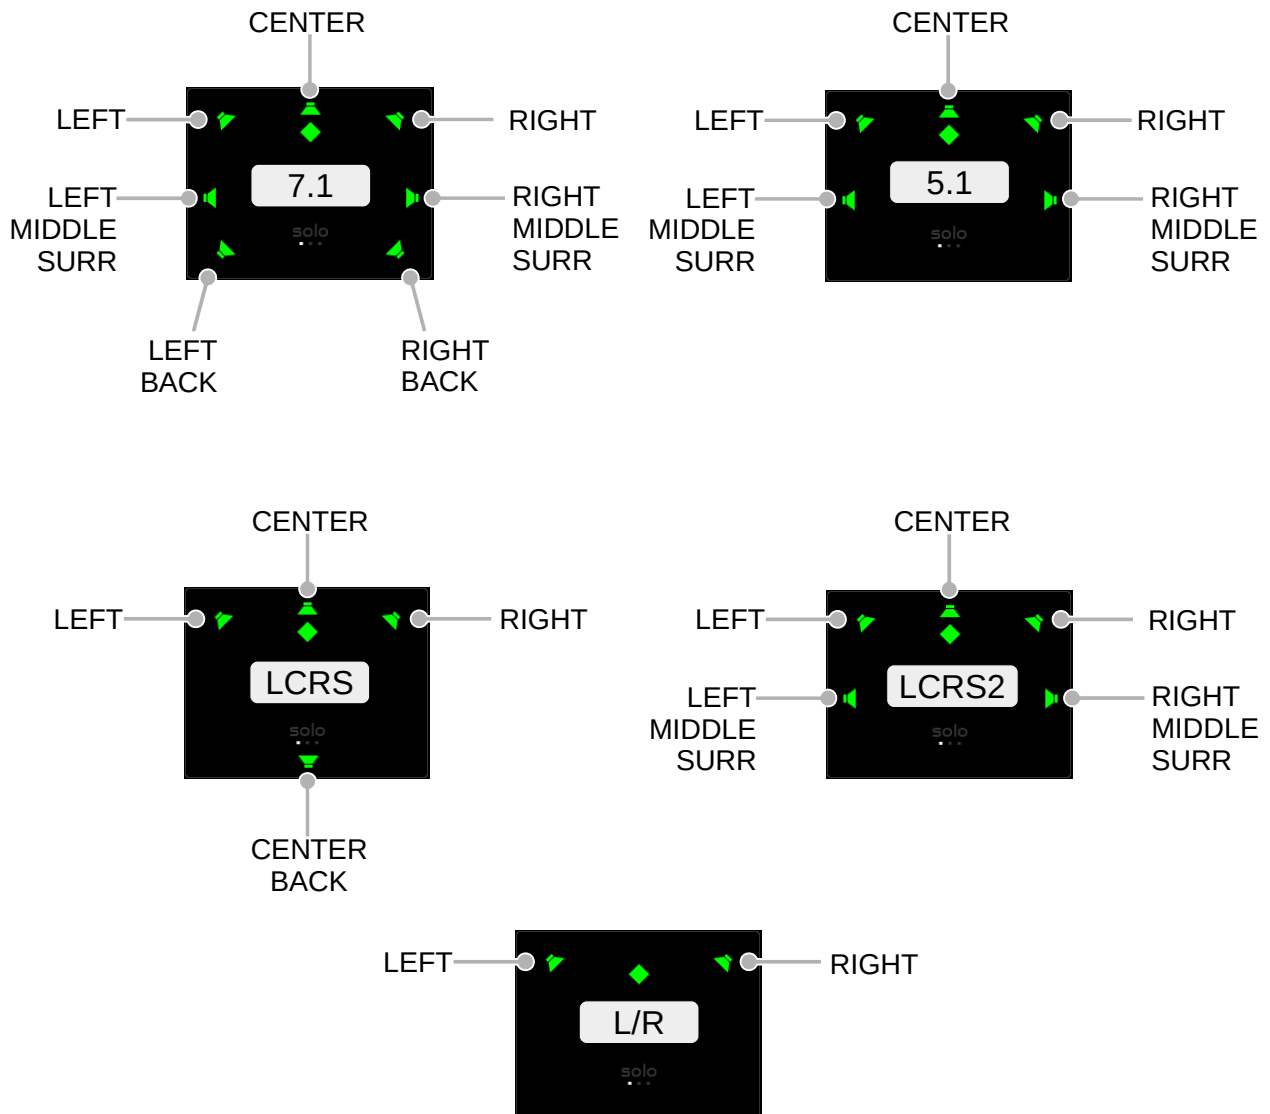 CENTER
LEFT
RIGHT
7.1
LEFT
MIDDLE
SURR
RIGHT
MIDDLE
SURR
solo
LEFT
BACK
RIGHT
BACK
CENTER
LEFT
RIGHT
5.1
LEFT
MIDDLE
SURR
RIGHT
MIDDLE
SURR
solo
CENTER
LEFT
RIGHT
LCRS
solo
CENTER
BACK
CENTER
LEFT
RIGHT
LCRS2
LEFT
MIDDLE
SURR
RIGHT
MIDDLE
SURR
solo
LEFT
RIGHT
L/R
solo